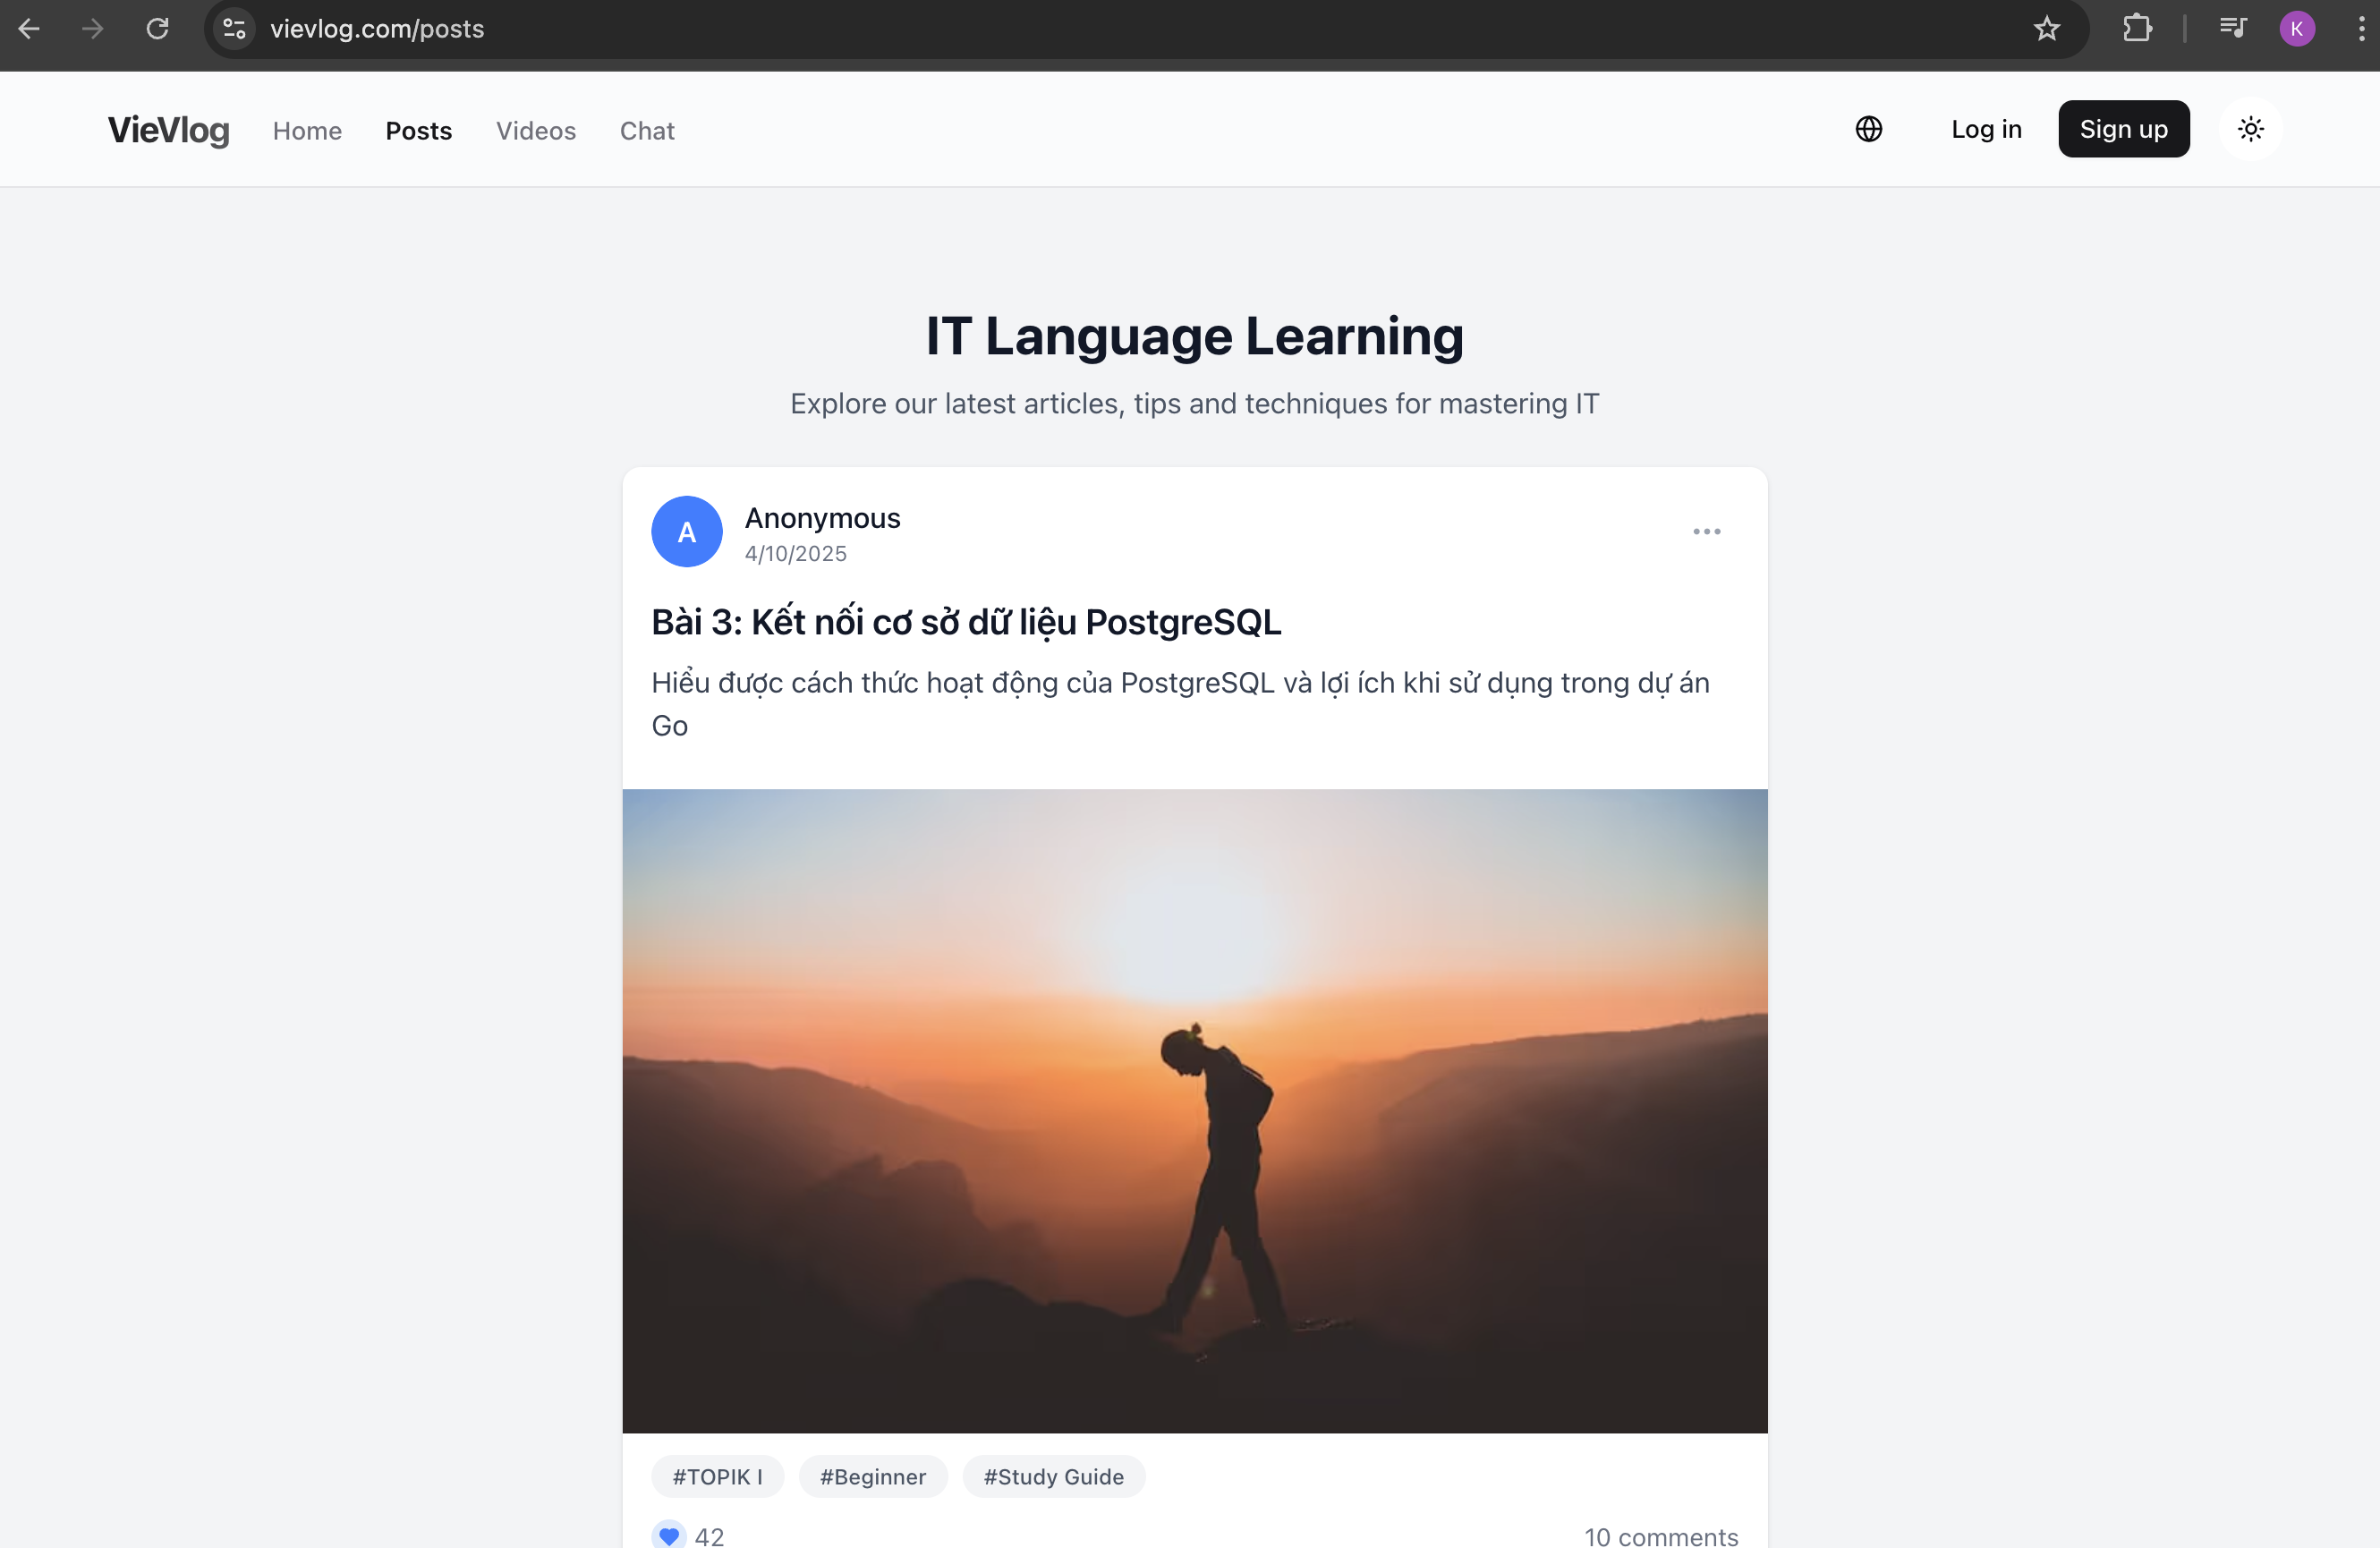 vievlog.com/posts
K
VieVlog
Home
Posts
Videos
Chat
Log in
Sign up
IT Language Learning
Explore our latest articles, tips and techniques for mastering IT
A
Anonymous
4/10/2025
Bài 3: Kết nối cơ sở dữ liệu PostgreSQL
Hiểu được cách thức hoạt động của PostgreSQL và lợi ích khi sử dụng trong dự án
Go
#TOPIK I
#Beginner
#Study Guide
42
10 comments